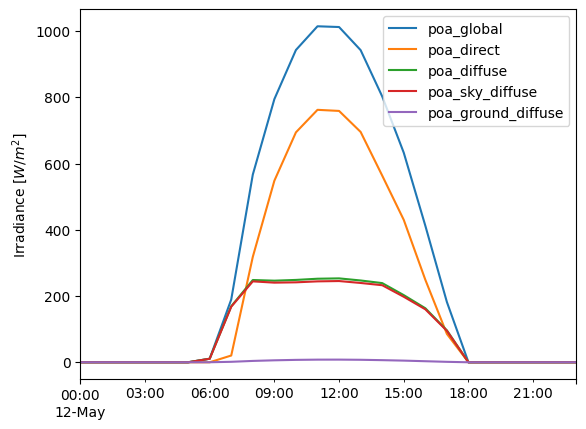 1000
800
600
400
200
0
Irradiance [W/m²]
poa_global
poa_direct
poa_diffuse
poa_sky_diffuse
poa_ground_diffuse
00:00 03:00 06:00 09:00 12:00 15:00 18:00 21:00
12-May